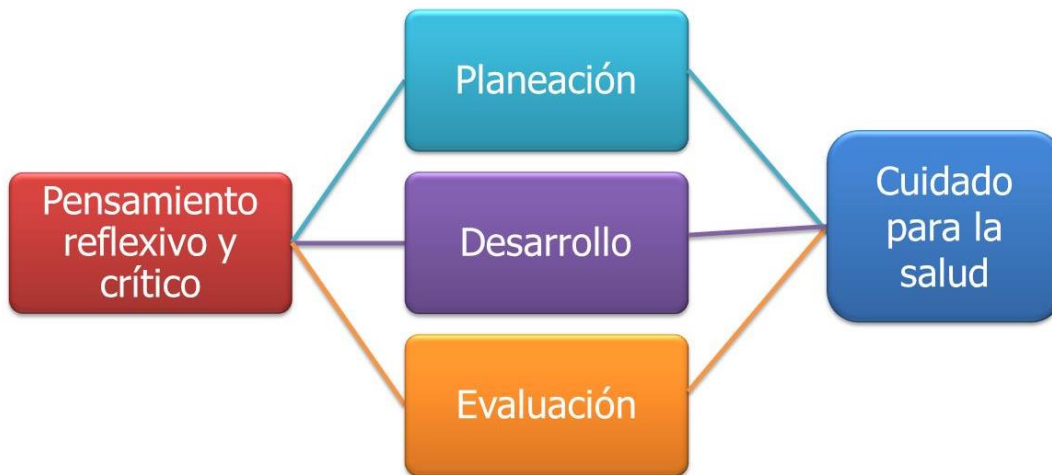 Pensamiento
reflexivo y
crítico
Planeación
Desarrollo
Evaluación
Cuidado
para la
salud